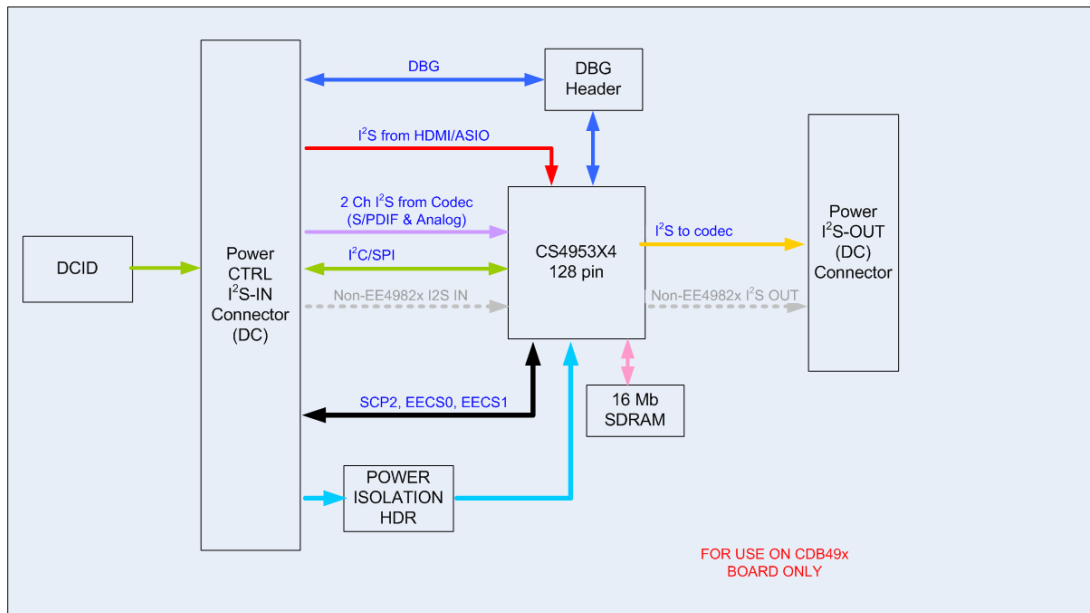 DBG
DBG
Header
I²S from HDMI/ASIO
2 Ch I²S from Codec
(S/PDIF & Analog)
I²C/SPI
Non-EE4982x I2S IN
DCID
Power
CTRL
I²S-IN
Connector
(DC)
CS4953X4
128 pin
I²S to codec
Non-EE4982x I²S OUT
Power
I²S-OUT
(DC)
Connector
SCP2, EECS0, EECS1
16 Mb
SDRAM
POWER
ISOLATION
HDR
FOR USE ON CDB49x
BOARD ONLY